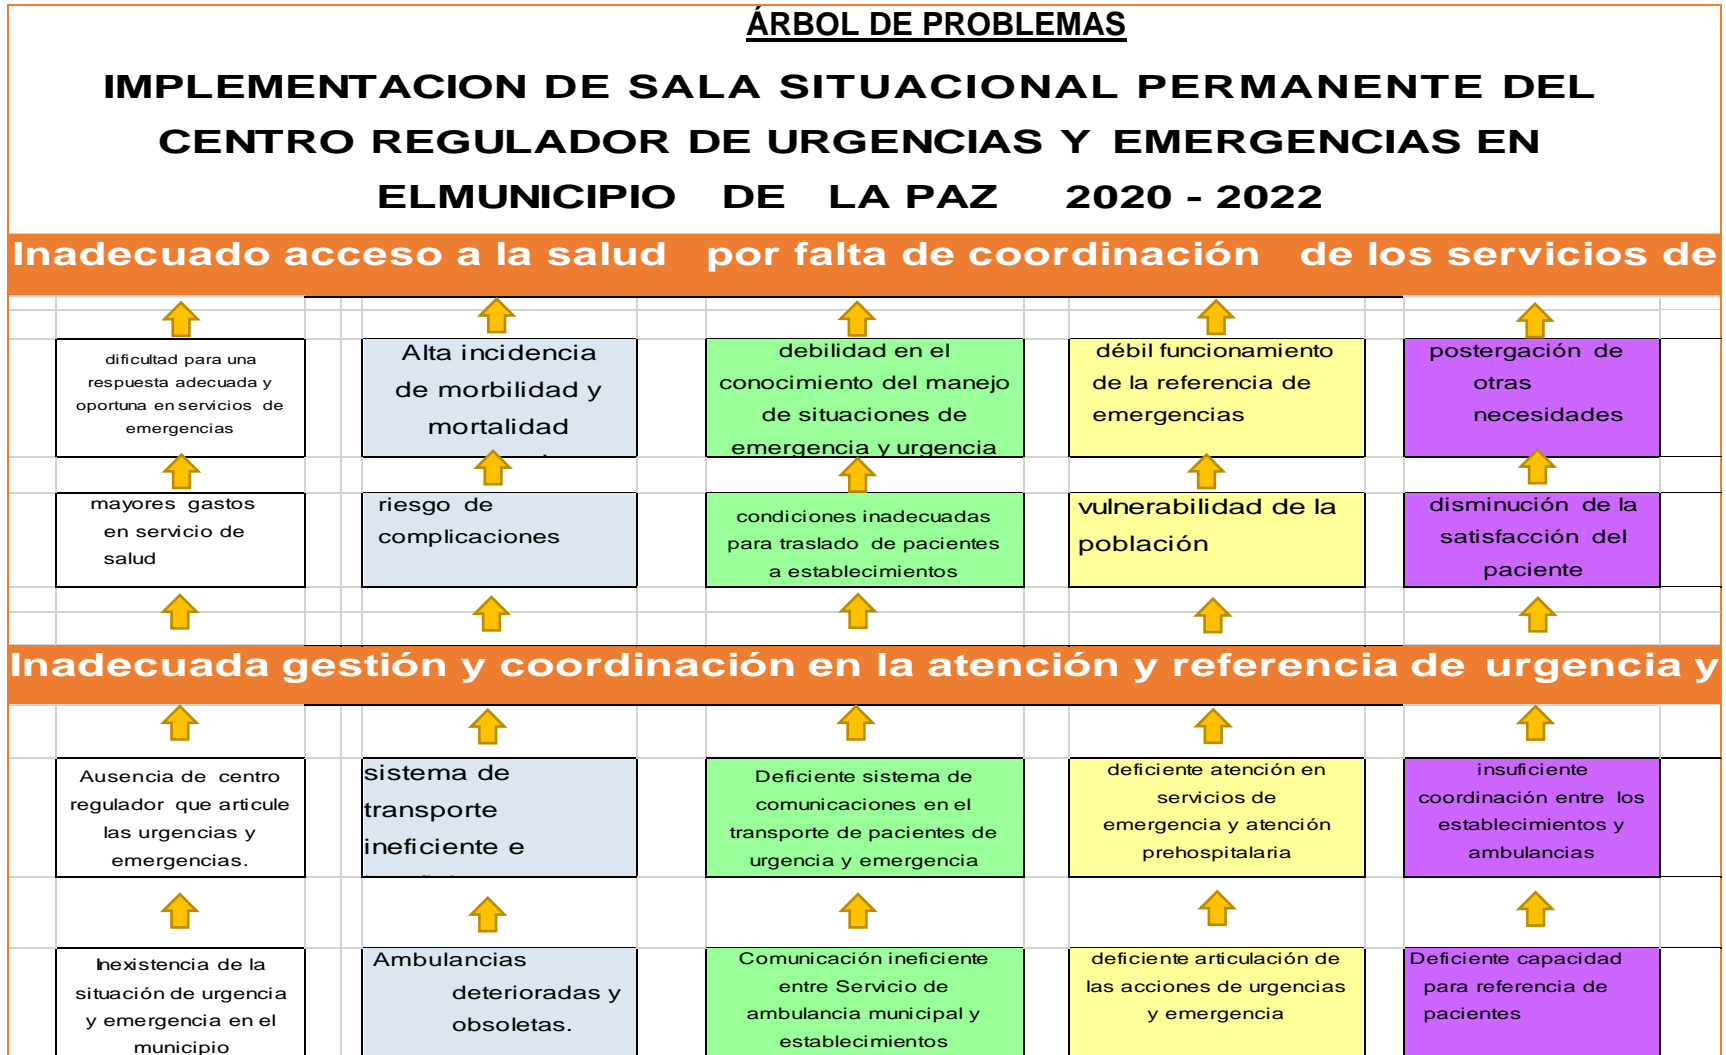 ÁRBOL DE PROBLEMAS
IMPLEMENTACION DE SALA SITUACIONAL PERMANENTE DEL
CENTRO REGULADOR DE URGENCIAS Y EMERGENCIAS EN
ELMUNICIPIO DE LA PAZ 2020 - 2022
Inadecuado acceso a la salud por falta de coordinación de los servicios de
dificultad para una
respuesta adecuada y
oportuna en servicios de
emergencias
Alta incidencia
de morbilidad y
mortalidad
debilidad en el
conocimiento del manejo
de situaciones de
emergencia y urgencia
débil funcionamiento
de la referencia de
emergencias
postergación de
otras
necesidades
mayores gastos
en servicio de
salud
riesgo de
complicaciones
condiciones inadecuadas
para traslado de pacientes
a establecimientos
vulnerabilidad de la
población
disminución de la
satisfacción del
paciente
Inadecuada gestión y coordinación en la atención y referencia de urgencia y
Ausencia de centro
regulador que articule
las urgencias y
emergencias.
sistema de
transporte
ineficiente e
Deficiente sistema de
comunicaciones en el
transporte de pacientes de
urgencia y emergencia
deficiente atención en
servicios de
emergencia y atención
prehospitalaria
insuficiente
coordinación entre los
establecimientos y
ambulancias
Inexistencia de la
situación de urgencia
y emergencia en el
municipio
Ambulancias
deterioradas y
obsoletas.
Comunicación ineficiente
entre Servicio de
ambulancia municipal y
establecimientos
deficiente articulación de
las acciones de urgencias
y emergencia
Deficiente capacidad
para referencia de
pacientes